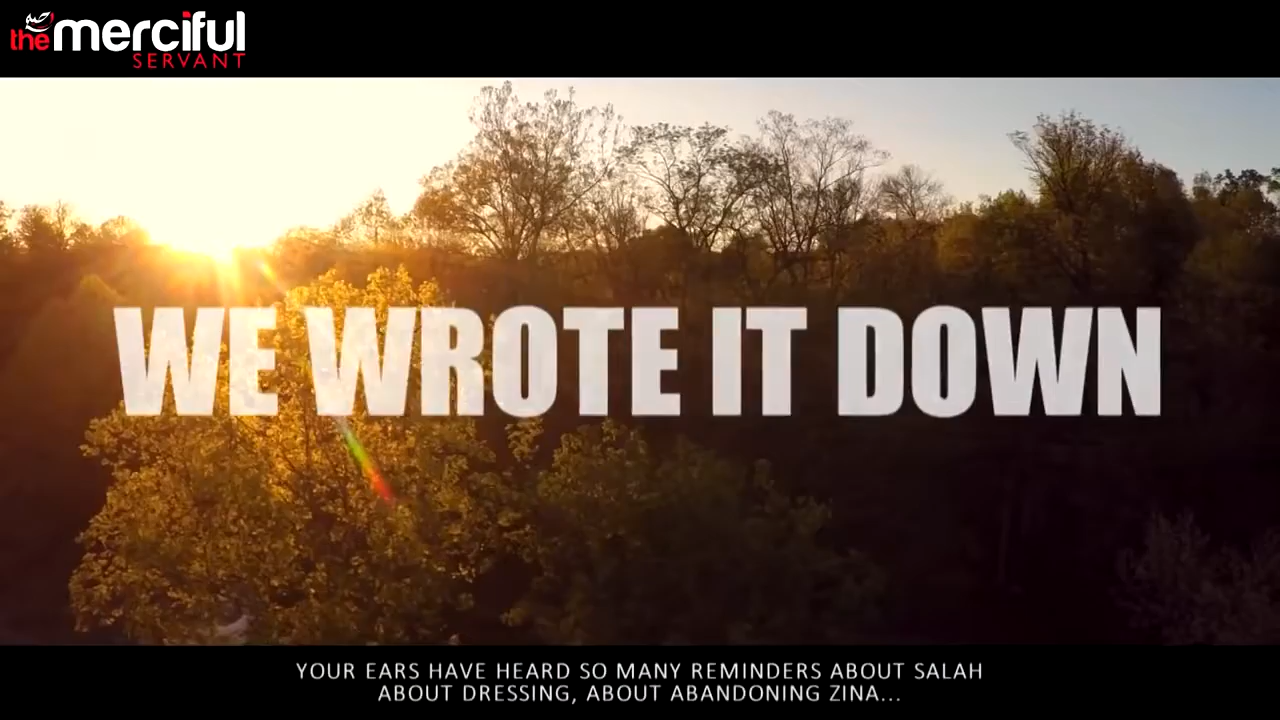 the merciful
SERVANT
WE WROTE IT DOWN
YOUR EARS HAVE HEARD SO MANY REMINDERS ABOUT SALAH
ABOUT DRESSING, ABOUT ABANDONING ZINA...